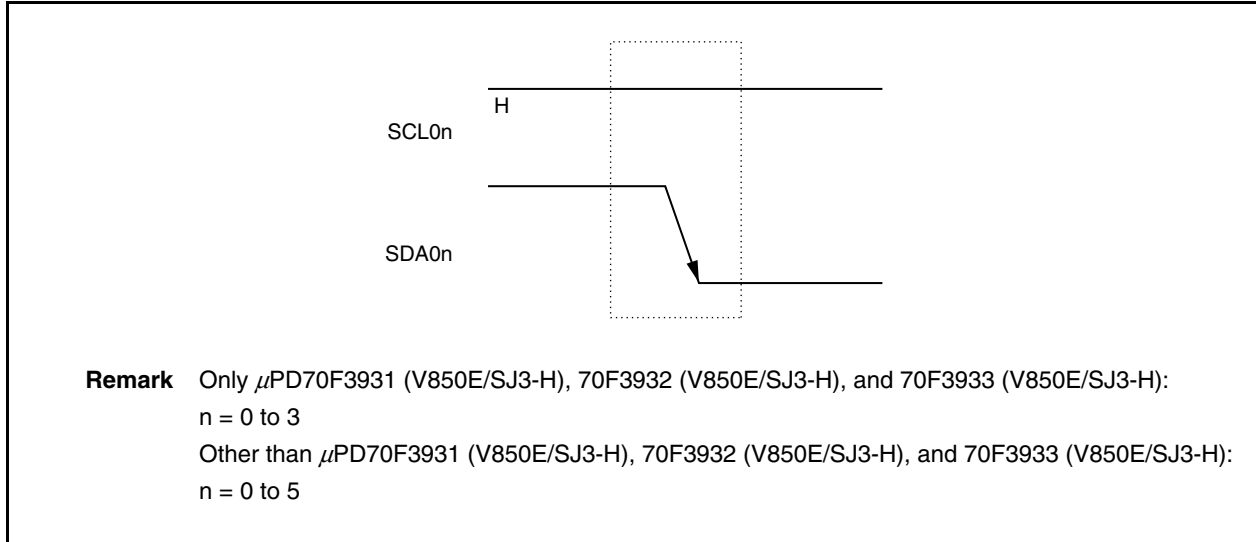 H
SCL0n
SDA0n
Remark Only μPD70F3931 (V850E/SJ3-H), 70F3932 (V850E/SJ3-H), and 70F3933 (V850E/SJ3-H):
n = 0 to 3
Other than μPD70F3931 (V850E/SJ3-H), 70F3932 (V850E/SJ3-H), and 70F3933 (V850E/SJ3-H):
n = 0 to 5